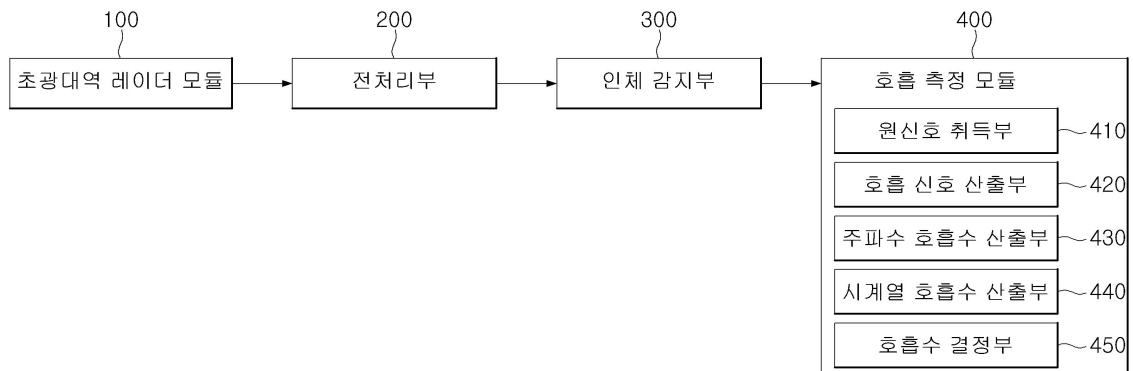 100
200
300
400
초광대역 레이더 모듈
전처리부
인체 감지부
호흡 측정 모듈
원신호 취득부
410
호흡 신호 산출부
420
주파수 호흡수 산출부
430
시계열 호흡수 산출부
440
호흡수 결정부
450